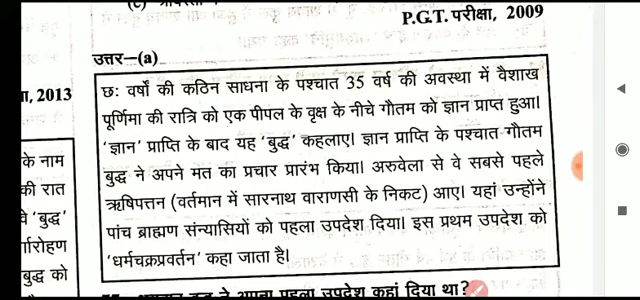 P.G.T. परीक्षा, 2009
उत्तर—(a)
छः वर्षों की कठिन साधना के पश्चात 35 वर्ष की अवस्था में वैशाख
पूर्णिमा की रात्रि को एक पीपल के वृक्ष के नीचे गौतम को ज्ञान प्राप्त हुआ।
'ज्ञान' प्राप्ति के बाद यह 'बुद्ध' कहलाए। ज्ञान प्राप्ति के पश्चात गौतम
बुद्ध ने अपने मत का प्रचार प्रारंभ किया। अरुवेला से वे सबसे पहले
ऋषिपत्तन (वर्तमान में सारनाथ वाराणसी के निकट) आए। यहां उन्होंने
पांच ब्राह्मण संन्यासियों को पहला उपदेश दिया। इस प्रथम उपदेश को
'धर्मचक्रप्रवर्तन' कहा जाता है।
अपना पहला उपदेश कहां दिया था?
2013
के नाम
की रात
'बुद्ध'
बुद्ध को